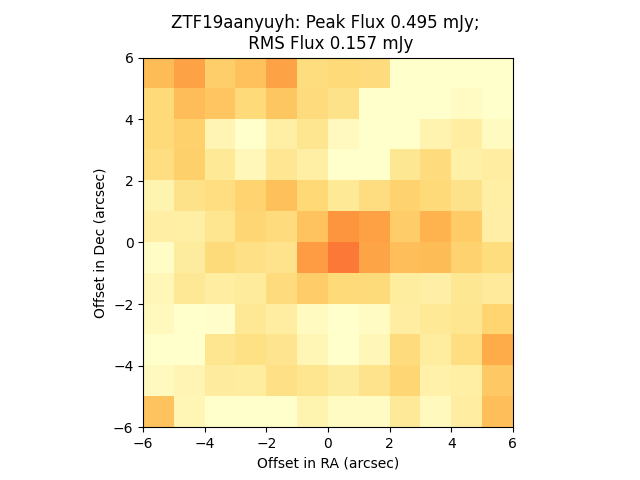 ZTF19aanyuyh: Peak Flux 0.495 mJy;
RMS Flux 0.157 mJy
6
4
2
0
−2
−4
−6
Offset in Dec (arcsec)
−6 −4 −2 0 2 4 6
Offset in RA (arcsec)